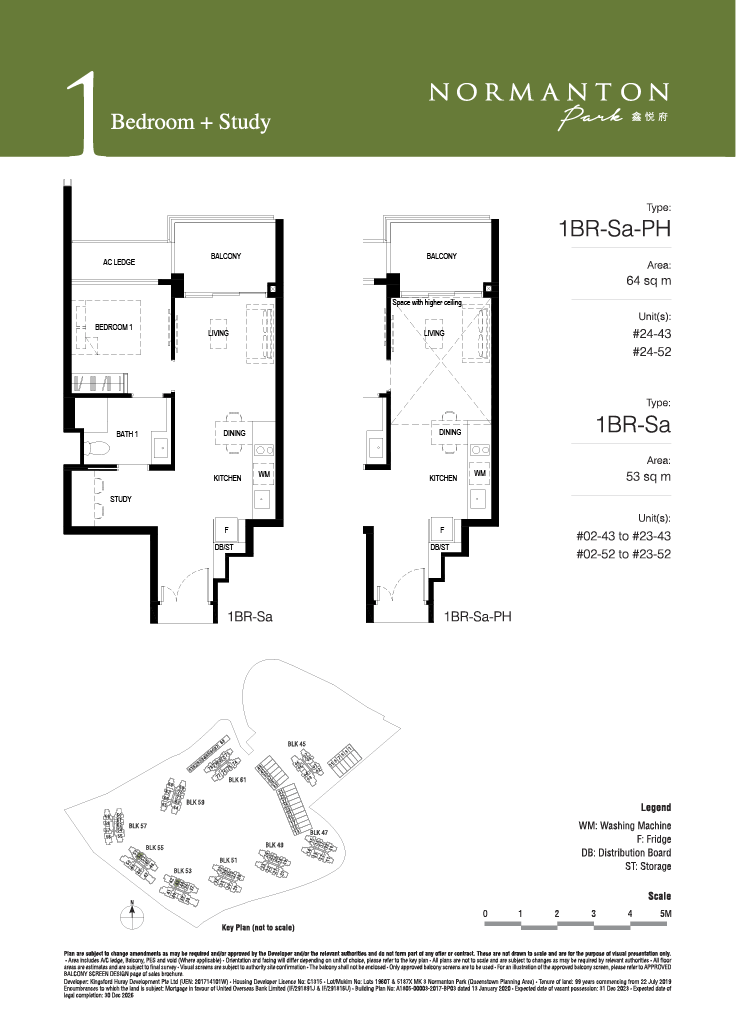 1
Bedroom + Study
NORMANTON
Park 鑫悦府
AC LEDGE
BALCONY
BEDROOM 1
LIVING
BATH 1
DINING
KITCHEN
WM
STUDY
F
DB/ST
1BR-Sa
BALCONY
Space with higher ceiling
LIVING
DINING
KITCHEN
WM
F
DB/ST
1BR-Sa-PH
Type:
1BR-Sa-PH
Area:
64 sq m
Unit(s):
#24-43
#24-52
Type:
1BR-Sa
Area:
53 sq m
Unit(s):
#02-43 to #23-43
#02-52 to #23-52
BLK 45
BLK 61
BLK 59
BLK 57
BLK 55
BLK 53
BLK 51
BLK 49
BLK 47
N
Key Plan (not to scale)
Legend
WM: Washing Machine
F: Fridge
DB: Distribution Board
ST: Storage
Scale
0 1 2 3 4 5M
Plan are subject to change amendments as may be required and/or approved by the Developer and/or the relevant authorities and do not form part of any offer or contract. These are not drawn to scale and are for the purpose of visual presentation only.
• Area includes A/C ledge, Balcony, PES and void (Where applicable) • Orientation and facing will differ depending on unit of choice, please refer to the key plan • All plans are not to scale and are subject to changes as may be required by relevant authorities • All floor
areas are estimates and are subject to final survey • Visual screens are subject to authority site confirmation • The balcony shall not be enclosed • Only approved balcony screens are to be used • For an illustration of the approved balcony screen, please refer to APPROVED
BALCONY SCREEN DESIGN page of sales brochure.
Developer: Kingsford Huray Development Pte Ltd (UEN: 201714101W) • Housing Developer Licence No: C1315 • Lot/Mukim No: Lots 1960T & 5187X MK 3 Normanton Park (Queenstown Planning Area) • Tenure of land: 99 years commencing from 22 July 2019
Encumbrances to which the land is subject: Mortgage in favour of United Overseas Bank Limited (IF/291891J & IF/291816U) • Building Plan No: A1805-00003-2017-BP03 dated 13 January 2020 • Expected date of vacant possession: 31 Dec 2023 • Expected date of
legal completion: 30 Dec 2026